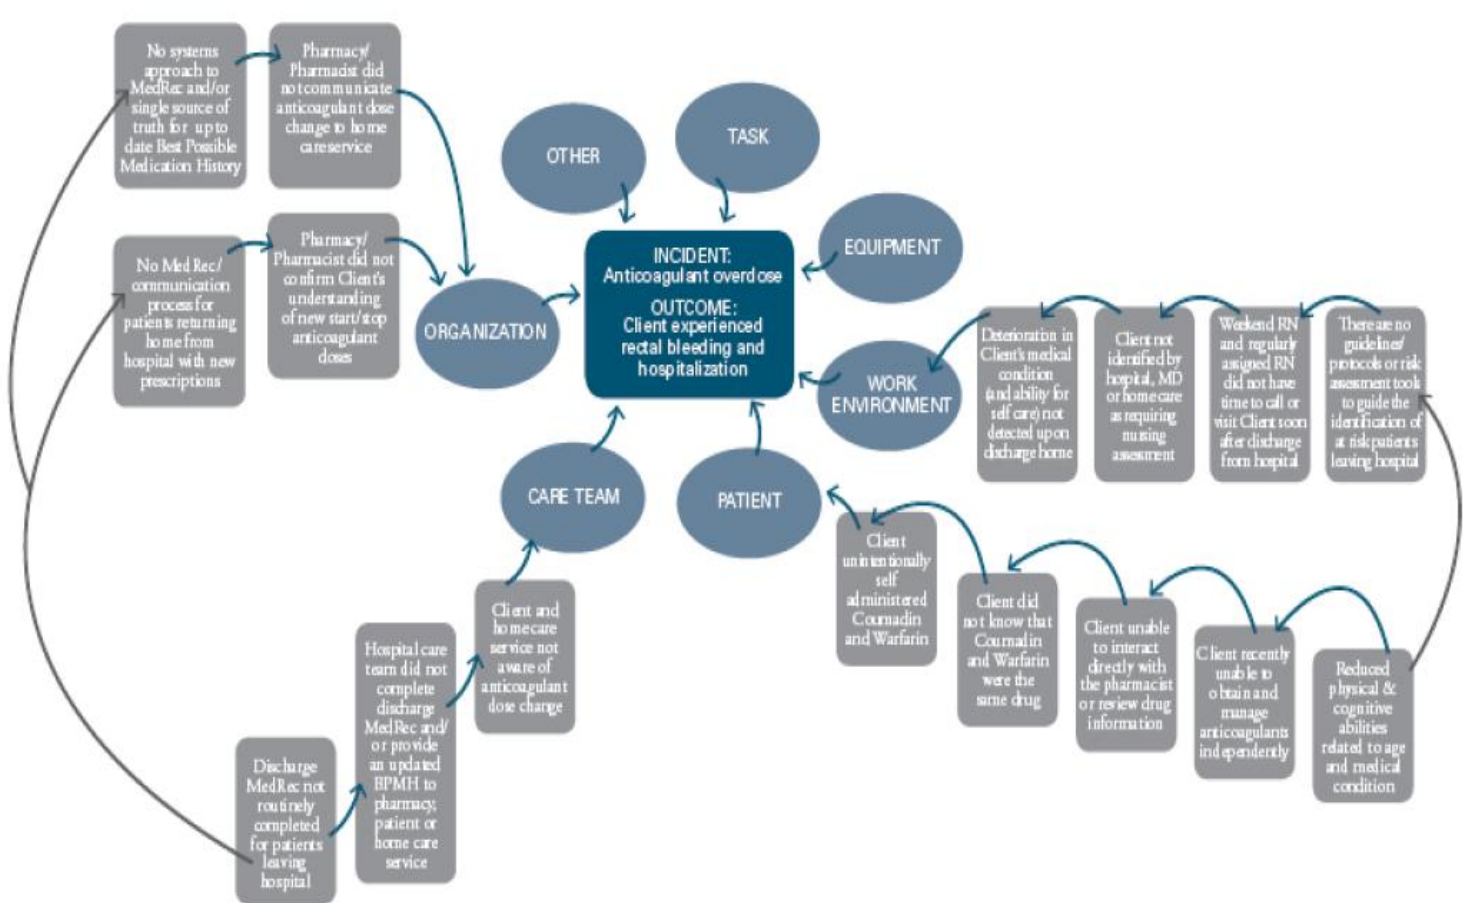 No systems
approach to
MedRec and/or
single source of
truth for up to
date Best Possible
Medication History
Pharmacy/
Pharmacist did
not communicate
anticoagulant dose
change to home
care service
OTHER
TASK
EQUIPMENT
No Med Rec/
communication
process for
patients returning
home from
hospital with new
prescriptions
Pharmacy/
Pharmacist did not
confirm Client's
understanding
of new start/stop
anticoagulant
doses
ORGANIZATION
INCIDENT:
Anticoagulant overdose
OUTCOME:
Client experienced
rectal bleeding and
hospitalization
WORK
ENVIRONMENT
Deterioration in
Client's medical
condition
(and ability for
self care) not
detected upon
discharge home
Client not
identified by
hospital, MD
or home care
as requiring
nursing
assessment
Weekend RN
and regularly
assigned RN
did not have
time to call or
visit Client soon
after discharge
from hospital
There are no
guidelines/
protocols or risk
assessment tools
to guide the
identification of
at risk patients
leaving hospital
CARE TEAM
PATIENT
Client
unintentionally
self
administered
Coumadin
and Warfarin
Client did
not know that
Coumadin
and Warfarin
were the
same drug
Client unable
to interact
directly with
the pharmacist
or review drug
information
Client recently
unable to
obtain and
manage
anticoagulants
independently
Reduced
physical &
cognitive
abilities
related to age
and medical
condition
Client and
homecare
service not
aware of
anticoagulant
dose change
Hospital care
team did not
complete
discharge
MedRec and/
or provide
an updated
BPMH to
pharmacy,
patient or
home care
service
Discharge
MedRec not
routinely
completed
for patients
leaving
hospital